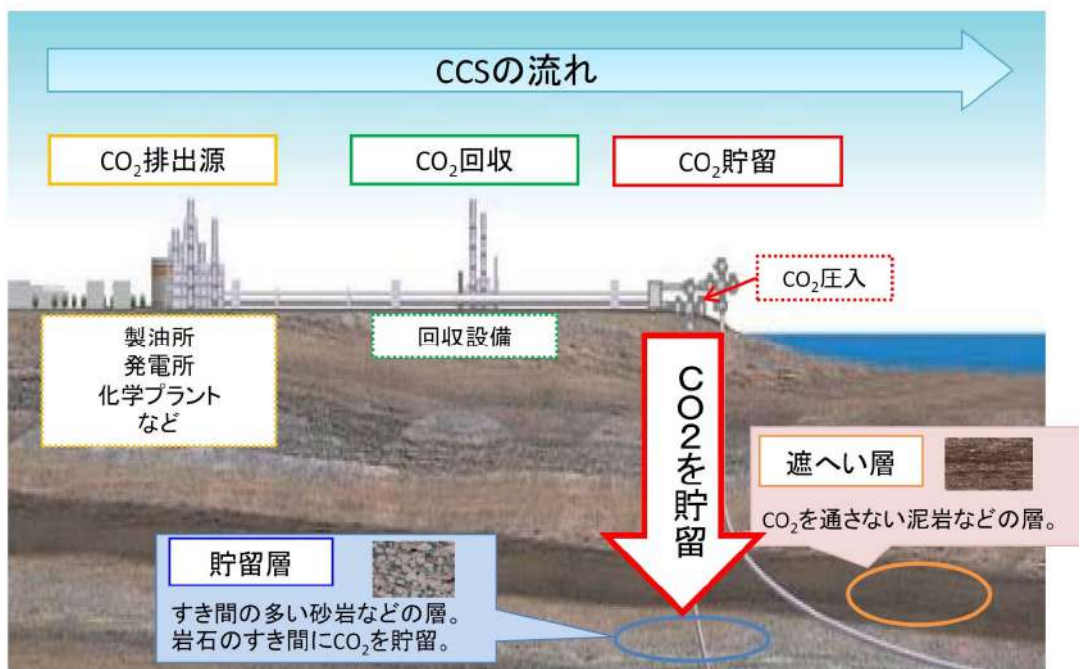 CCSの流れ
CO₂排出源
CO₂回収
CO₂貯留
CO₂圧入
製油所
発電所
化学プラント
など
回収設備
CO2を貯留
遮へい層
CO₂を通さない泥岩などの層。
貯留層
すき間の多い砂岩などの層。
岩石のすき間にCO₂を貯留。